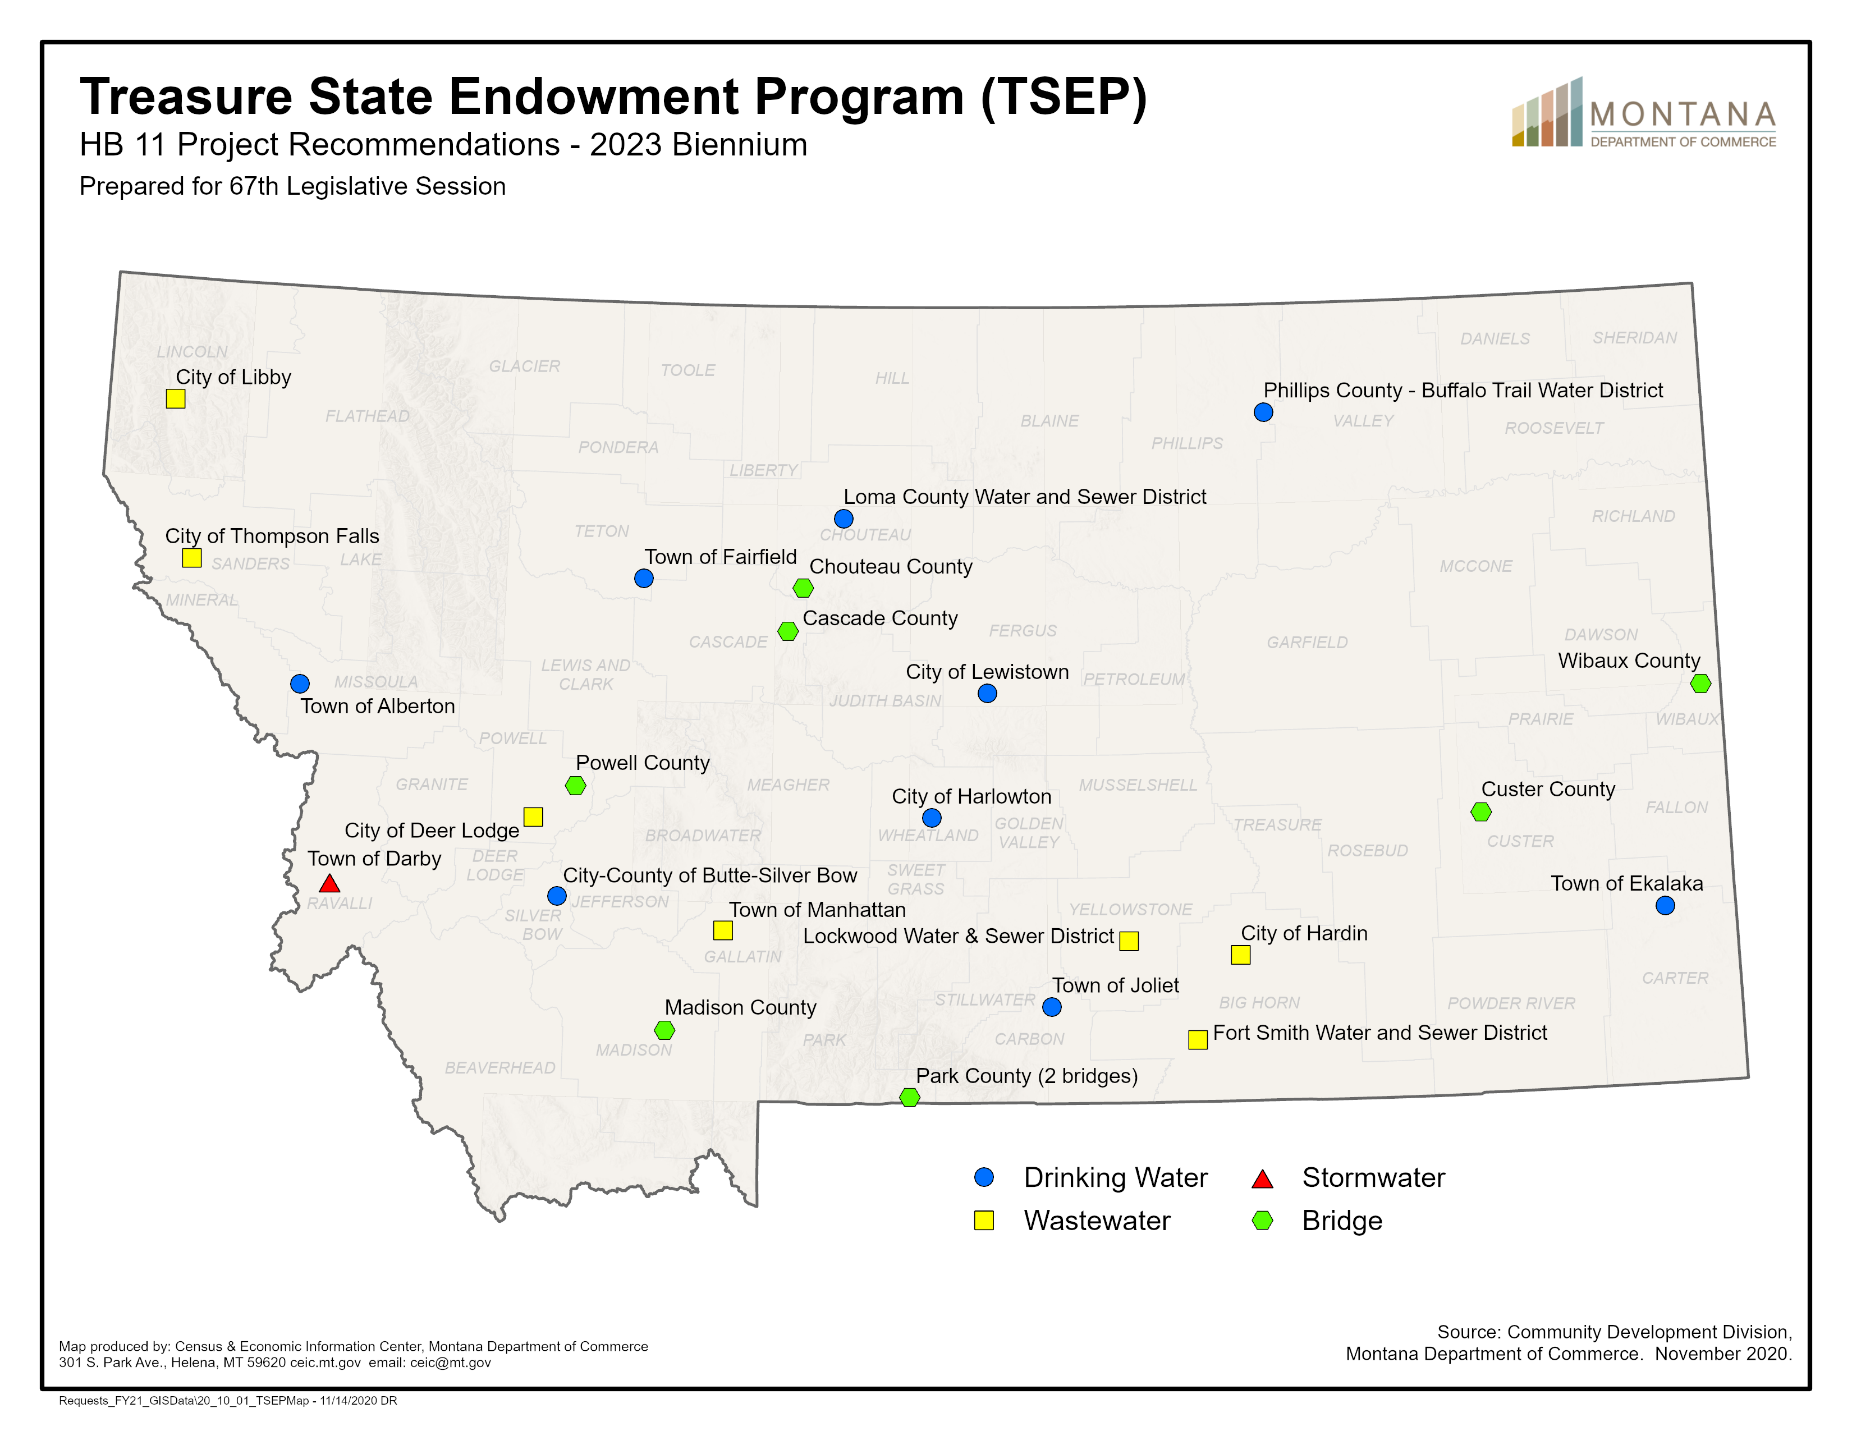 Treasure State Endowment Program (TSEP)
HB 11 Project Recommendations - 2023 Biennium
Prepared for 67th Legislative Session
MONTANA
DEPARTMENT OF COMMERCE
DANIELS
SHERIDAN
LINCOLN
GLACIER
TOOLE
HILL
City of Libby
Phillips County - Buffalo Trail Water District
FLATHEAD
BLAINE
VALLEY
ROOSEVELT
PONDERA
PHILLIPS
LIBERTY
Loma County Water and Sewer District
RICHLAND
City of Thompson Falls
TETON
CHOUTEAU
SANDERS
LAKE
Town of Fairfield
Chouteau County
MCCONE
MINERAL
Cascade County
CASCADE
FERGUS
GARFIELD
DAWSON
Wibaux County
LEWIS AND
CLARK
City of Lewistown
MISSOULA
PETROLEUM
Town of Alberton
JUDITH BASIN
PRAIRIE
WIBAUX
POWELL
Powell County
GRANITE
MEAGHER
MUSSELSHELL
City of Harlowton
Custer County
FALLON
City of Deer Lodge
BROADWATER
WHEATLAND
GOLDEN
VALLEY
TREASURE
ROSEBUD
CUSTER
Town of Darby
DEER
LODGE
City-County of Butte-Silver Bow
SWEET
GRASS
Town of Ekalaka
RAVALLI
JEFFERSON
SILVER
BOW
Town of Manhattan
YELLOWSTONE
Lockwood Water & Sewer District
City of Hardin
GALLATIN
CARTER
Town of Joliet
STILLWATER
BIG HORN
POWDER RIVER
Madison County
MADISON
PARK
CARBON
Fort Smith Water and Sewer District
BEAVERHEAD
Park County (2 bridges)
Drinking Water
Stormwater
Wastewater
Bridge
Source: Community Development Division,
Montana Department of Commerce.  November 2020.
Map produced by: Census & Economic Information Center, Montana Department of Commerce
301 S. Park Ave., Helena, MT 59620 ceic.mt.gov  email: ceic@mt.gov
Requests_FY21_GISData\20_10_01_TSEPMap - 11/14/2020 DR